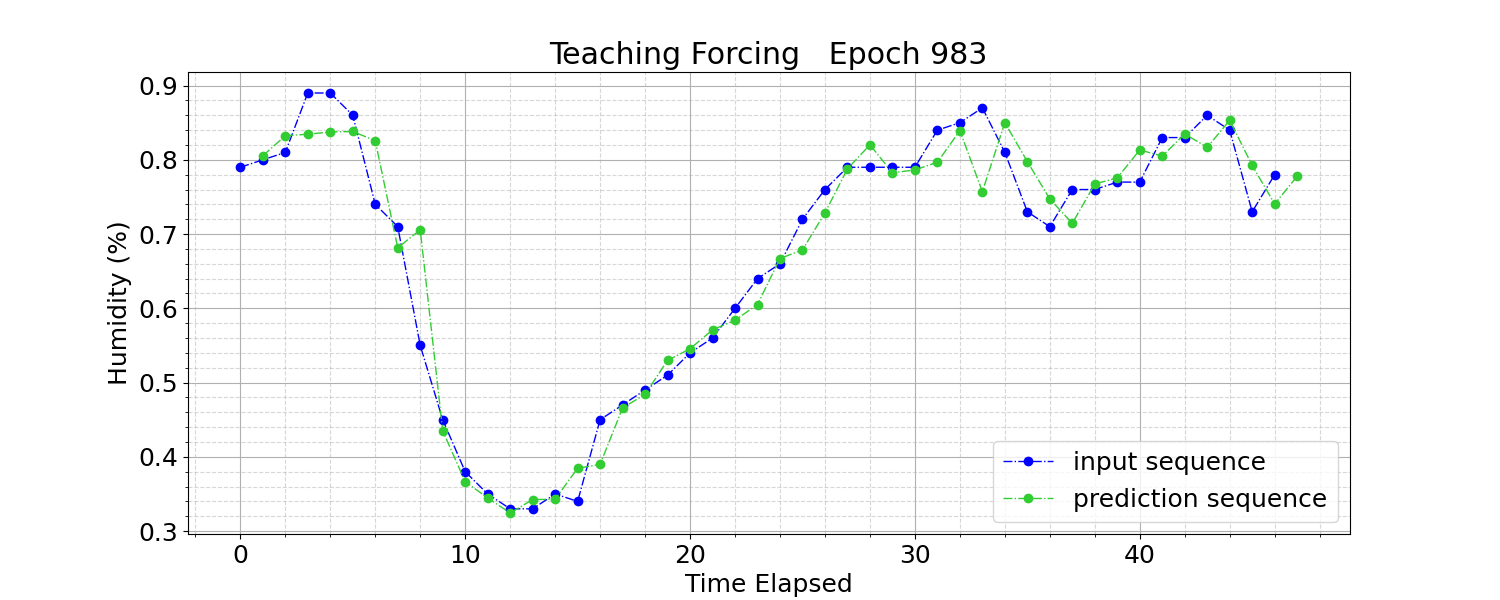 Teaching Forcing   Epoch 983
Humidity (%)
0.9
0.8
0.7
0.6
0.5
0.4
0.3
0 10 20 30 40
Time Elapsed
input sequence
prediction sequence